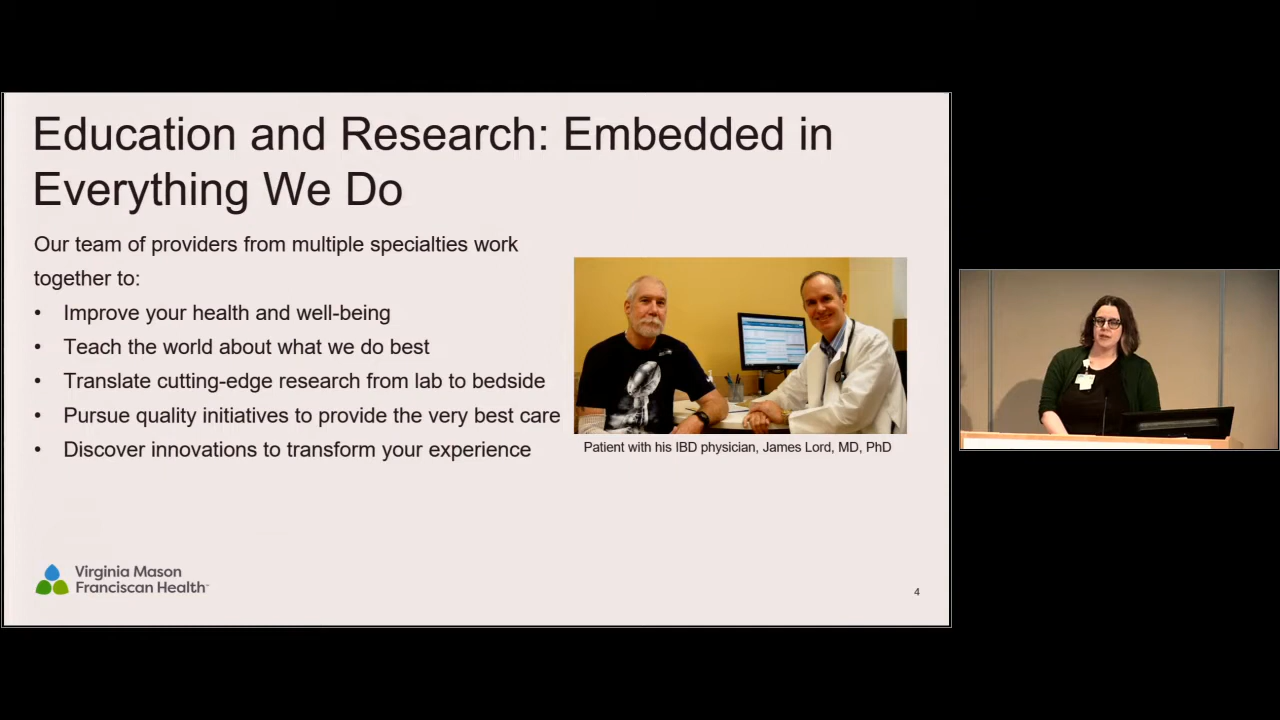 Education and Research: Embedded in
Everything We Do
Our team of providers from multiple specialties work
together to:
• Improve your health and well-being
• Teach the world about what we do best
• Translate cutting-edge research from lab to bedside
• Pursue quality initiatives to provide the very best care
• Discover innovations to transform your experience
Patient with his IBD physician, James Lord, MD, PhD
Virginia Mason
Franciscan Health™
4